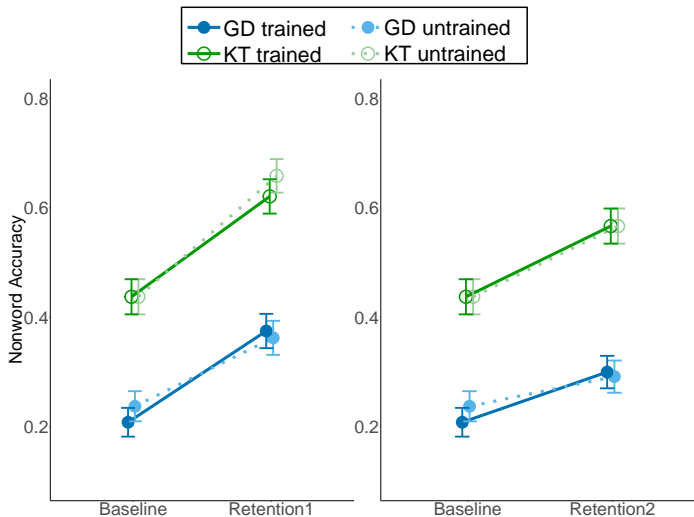 GD trained GD untrained
KT trained KT untrained
Nonword Accuracy
0.8
0.6
0.4
0.2
Baseline Retention1
0.8
0.6
0.4
0.2
Baseline Retention2